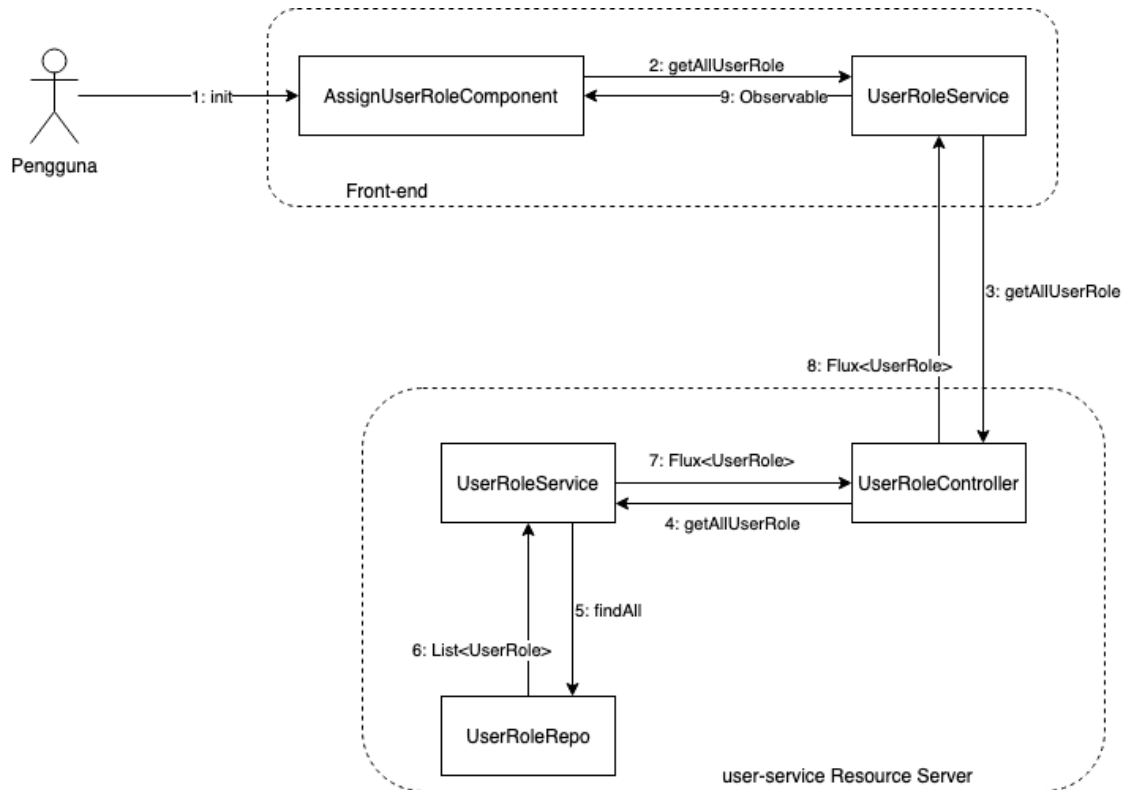 2: getAllUserRole
AssignUserRoleComponent
UserRoleService
1: init
9: Observable
Pengguna
Front-end
3: getAllUserRole
8: Flux<UserRole>
7: Flux<UserRole>
UserRoleService
UserRoleController
4: getAllUserRole
5: findAll
6: List<UserRole>
UserRoleRepo
user-service Resource Server